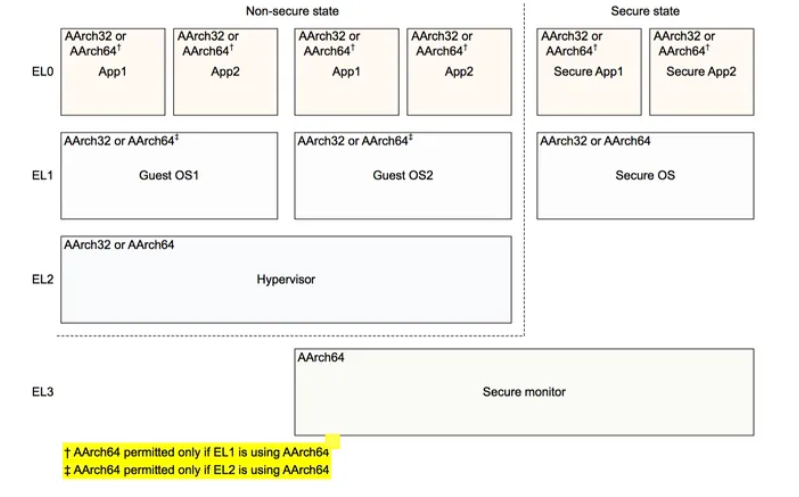 Non-secure state
Secure state
AArch32 or
AArch64†
App1
AArch32 or
AArch64†
App2
AArch32 or
AArch64†
App1
AArch32 or
AArch64†
App2
AArch32 or
AArch64†
Secure App1
AArch32 or
AArch64†
Secure App2
EL0
AArch32 or AArch64‡
Guest OS1
AArch32 or AArch64‡
Guest OS2
AArch32 or AArch64
Secure OS
EL1
AArch32 or AArch64
Hypervisor
EL2
AArch64
Secure monitor
EL3
† AArch64 permitted only if EL1 is using AArch64
‡ AArch64 permitted only if EL2 is using AArch64